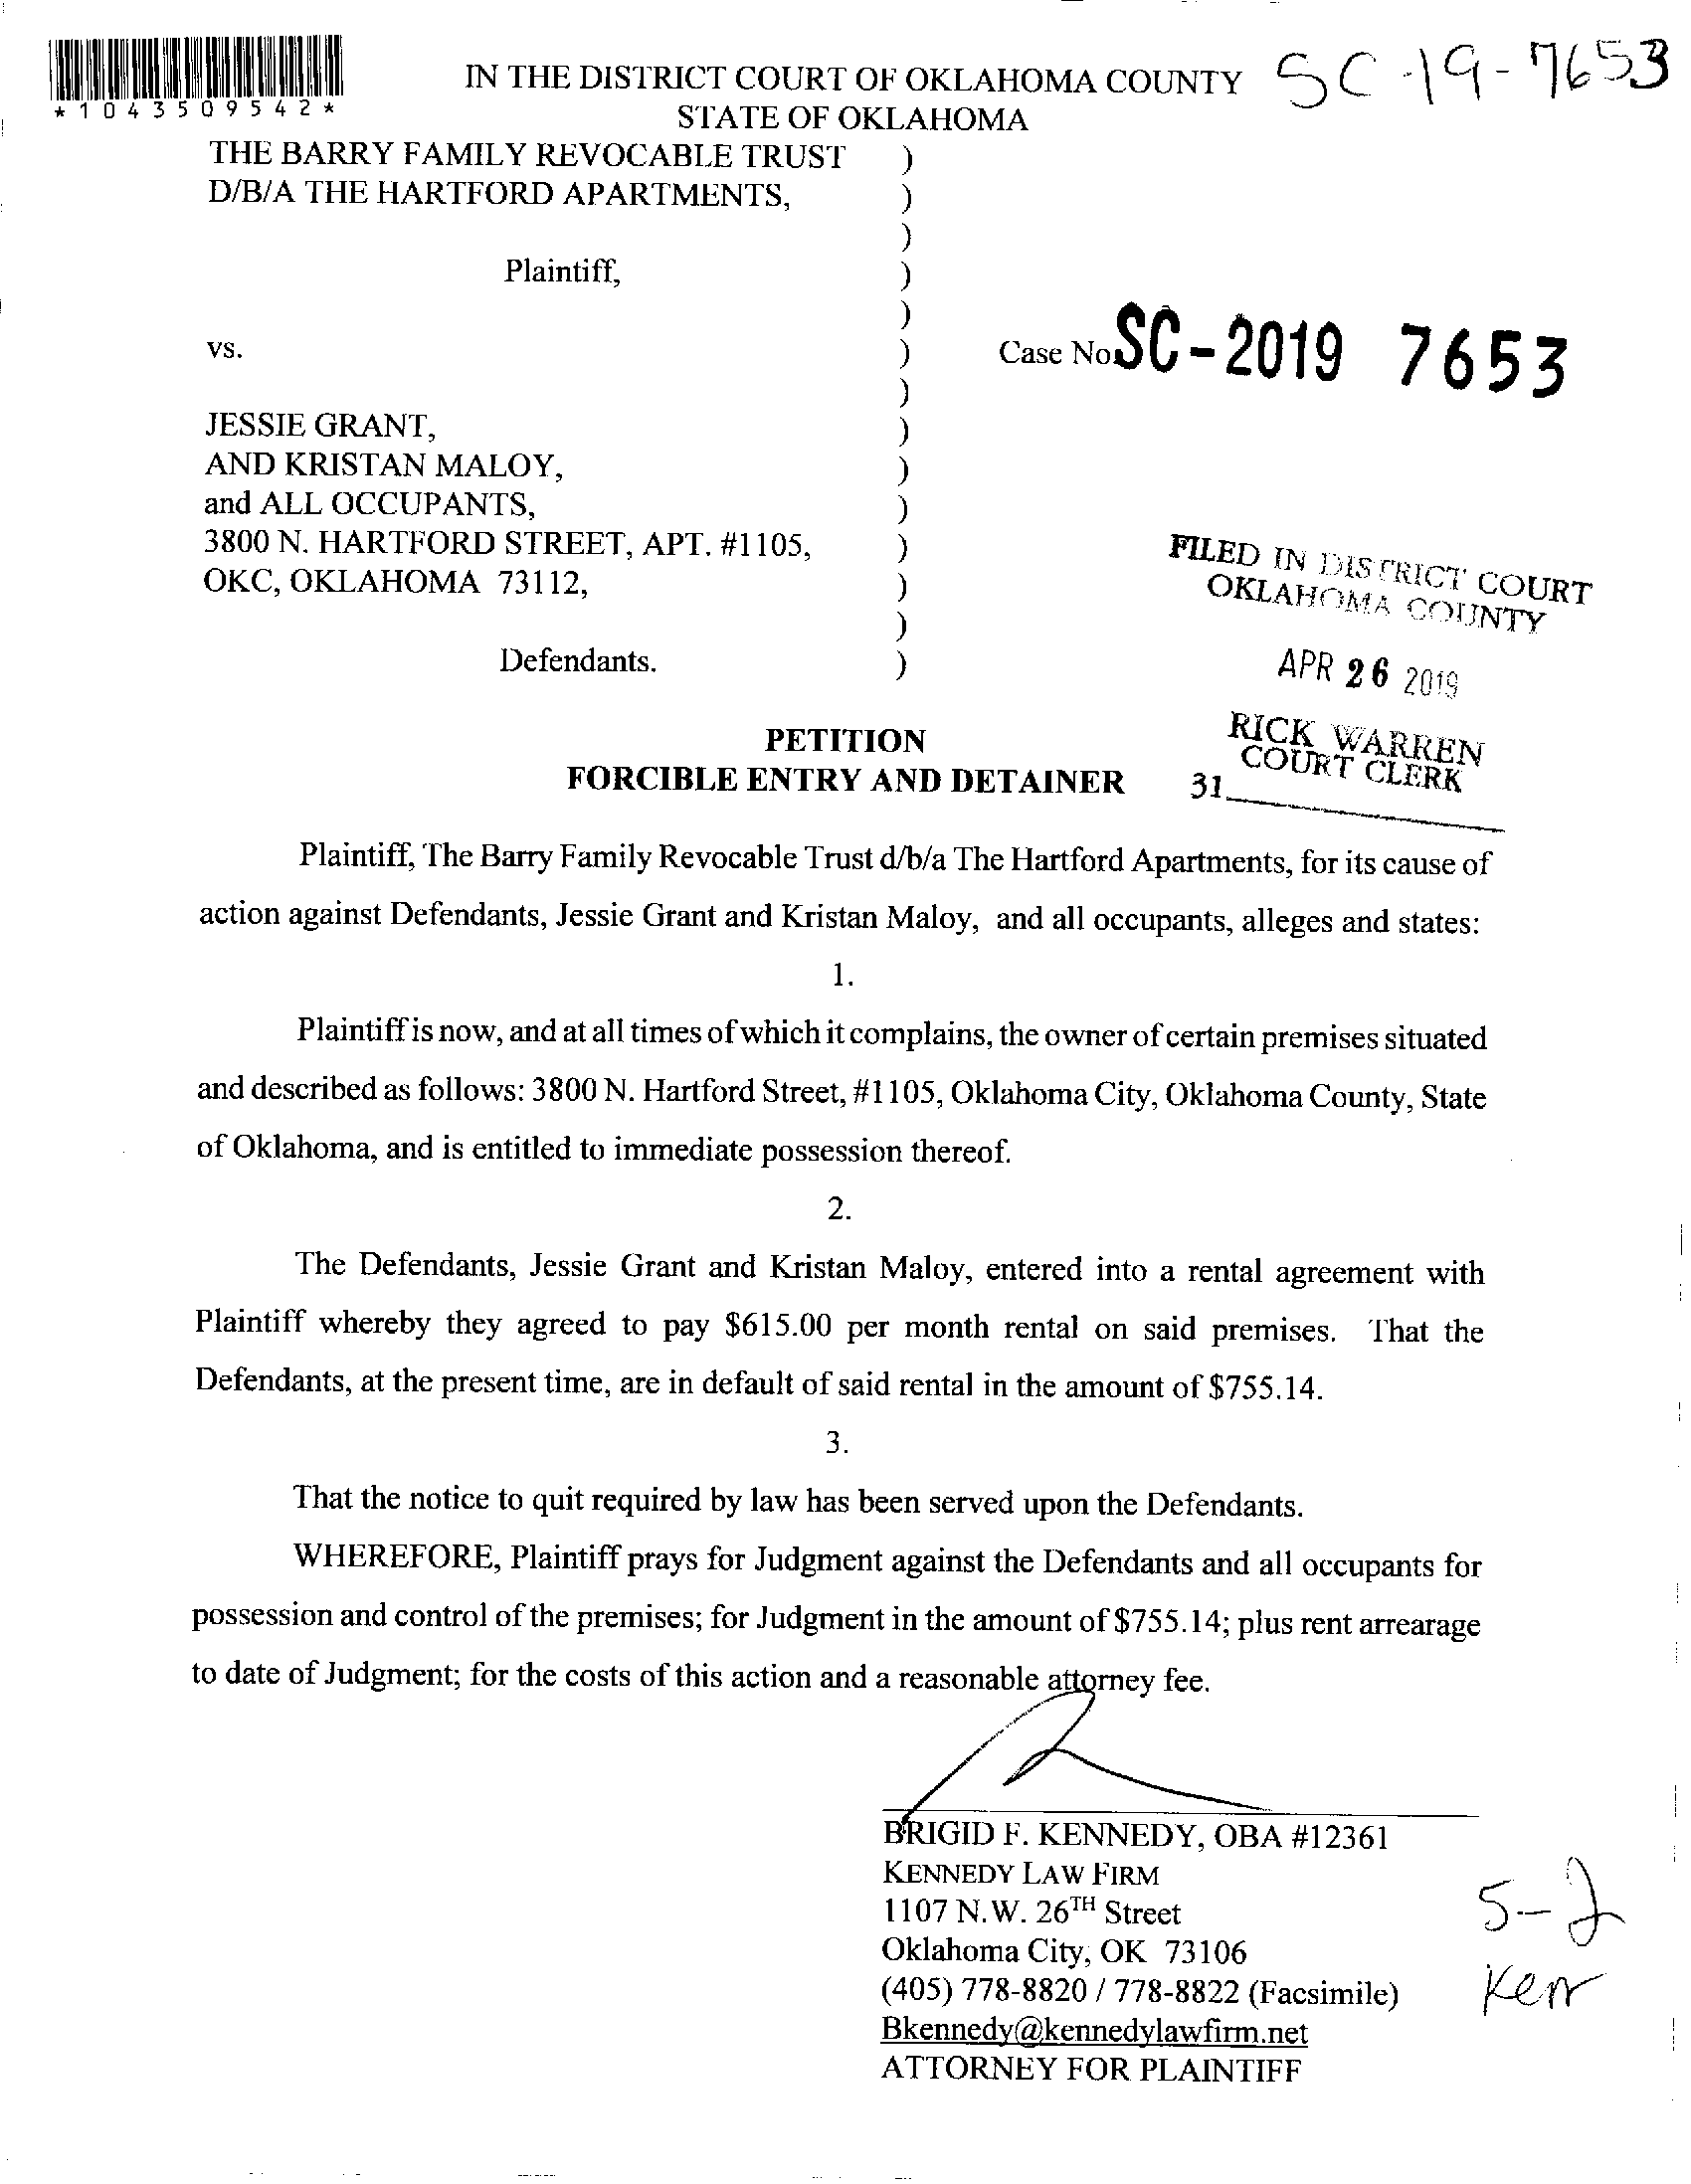 SC-19-7653
*1043509542*
IN THE DISTRICT COURT OF OKLAHOMA COUNTY
STATE OF OKLAHOMA
THE BARRY FAMILY REVOCABLE TRUST )
D/B/A THE HARTFORD APARTMENTS, )
)
Plaintiff, )
)
vs. ) Case No. SC-2019 7653
)
JESSIE GRANT, )
AND KRISTAN MALOY, )
and ALL OCCUPANTS, )
3800 N. HARTFORD STREET, APT. #1105, )
OKC, OKLAHOMA 73112, )
)
Defendants. )
FILED IN DISTRICT COURT
OKLAHOMA COUNTY
APR 26 2019
RICK WARREN
COURT CLERK
31
PETITION
FORCIBLE ENTRY AND DETAINER
Plaintiff, The Barry Family Revocable Trust d/b/a The Hartford Apartments, for its cause of
action against Defendants, Jessie Grant and Kristan Maloy, and all occupants, alleges and states:
1.
Plaintiff is now, and at all times of which it complains, the owner of certain premises situated
and described as follows: 3800 N. Hartford Street, #1105, Oklahoma City, Oklahoma County, State
of Oklahoma, and is entitled to immediate possession thereof.
2.
The Defendants, Jessie Grant and Kristan Maloy, entered into a rental agreement with
Plaintiff whereby they agreed to pay $615.00 per month rental on said premises. That the
Defendants, at the present time, are in default of said rental in the amount of $755.14.
3.
That the notice to quit required by law has been served upon the Defendants.
WHEREFORE, Plaintiff prays for Judgment against the Defendants and all occupants for
possession and control of the premises; for Judgment in the amount of $755.14; plus rent arrearage
to date of Judgment; for the costs of this action and a reasonable attorney fee.
BRIGID F. KENNEDY, OBA #12361
KENNEDY LAW FIRM
1107 N.W. 26TH Street
Oklahoma City, OK 73106
(405) 778-8820 / 778-8822 (Facsimile)
Bkennedy@kennedylawfirm.net
ATTORNEY FOR PLAINTIFF
5-2
Kerr